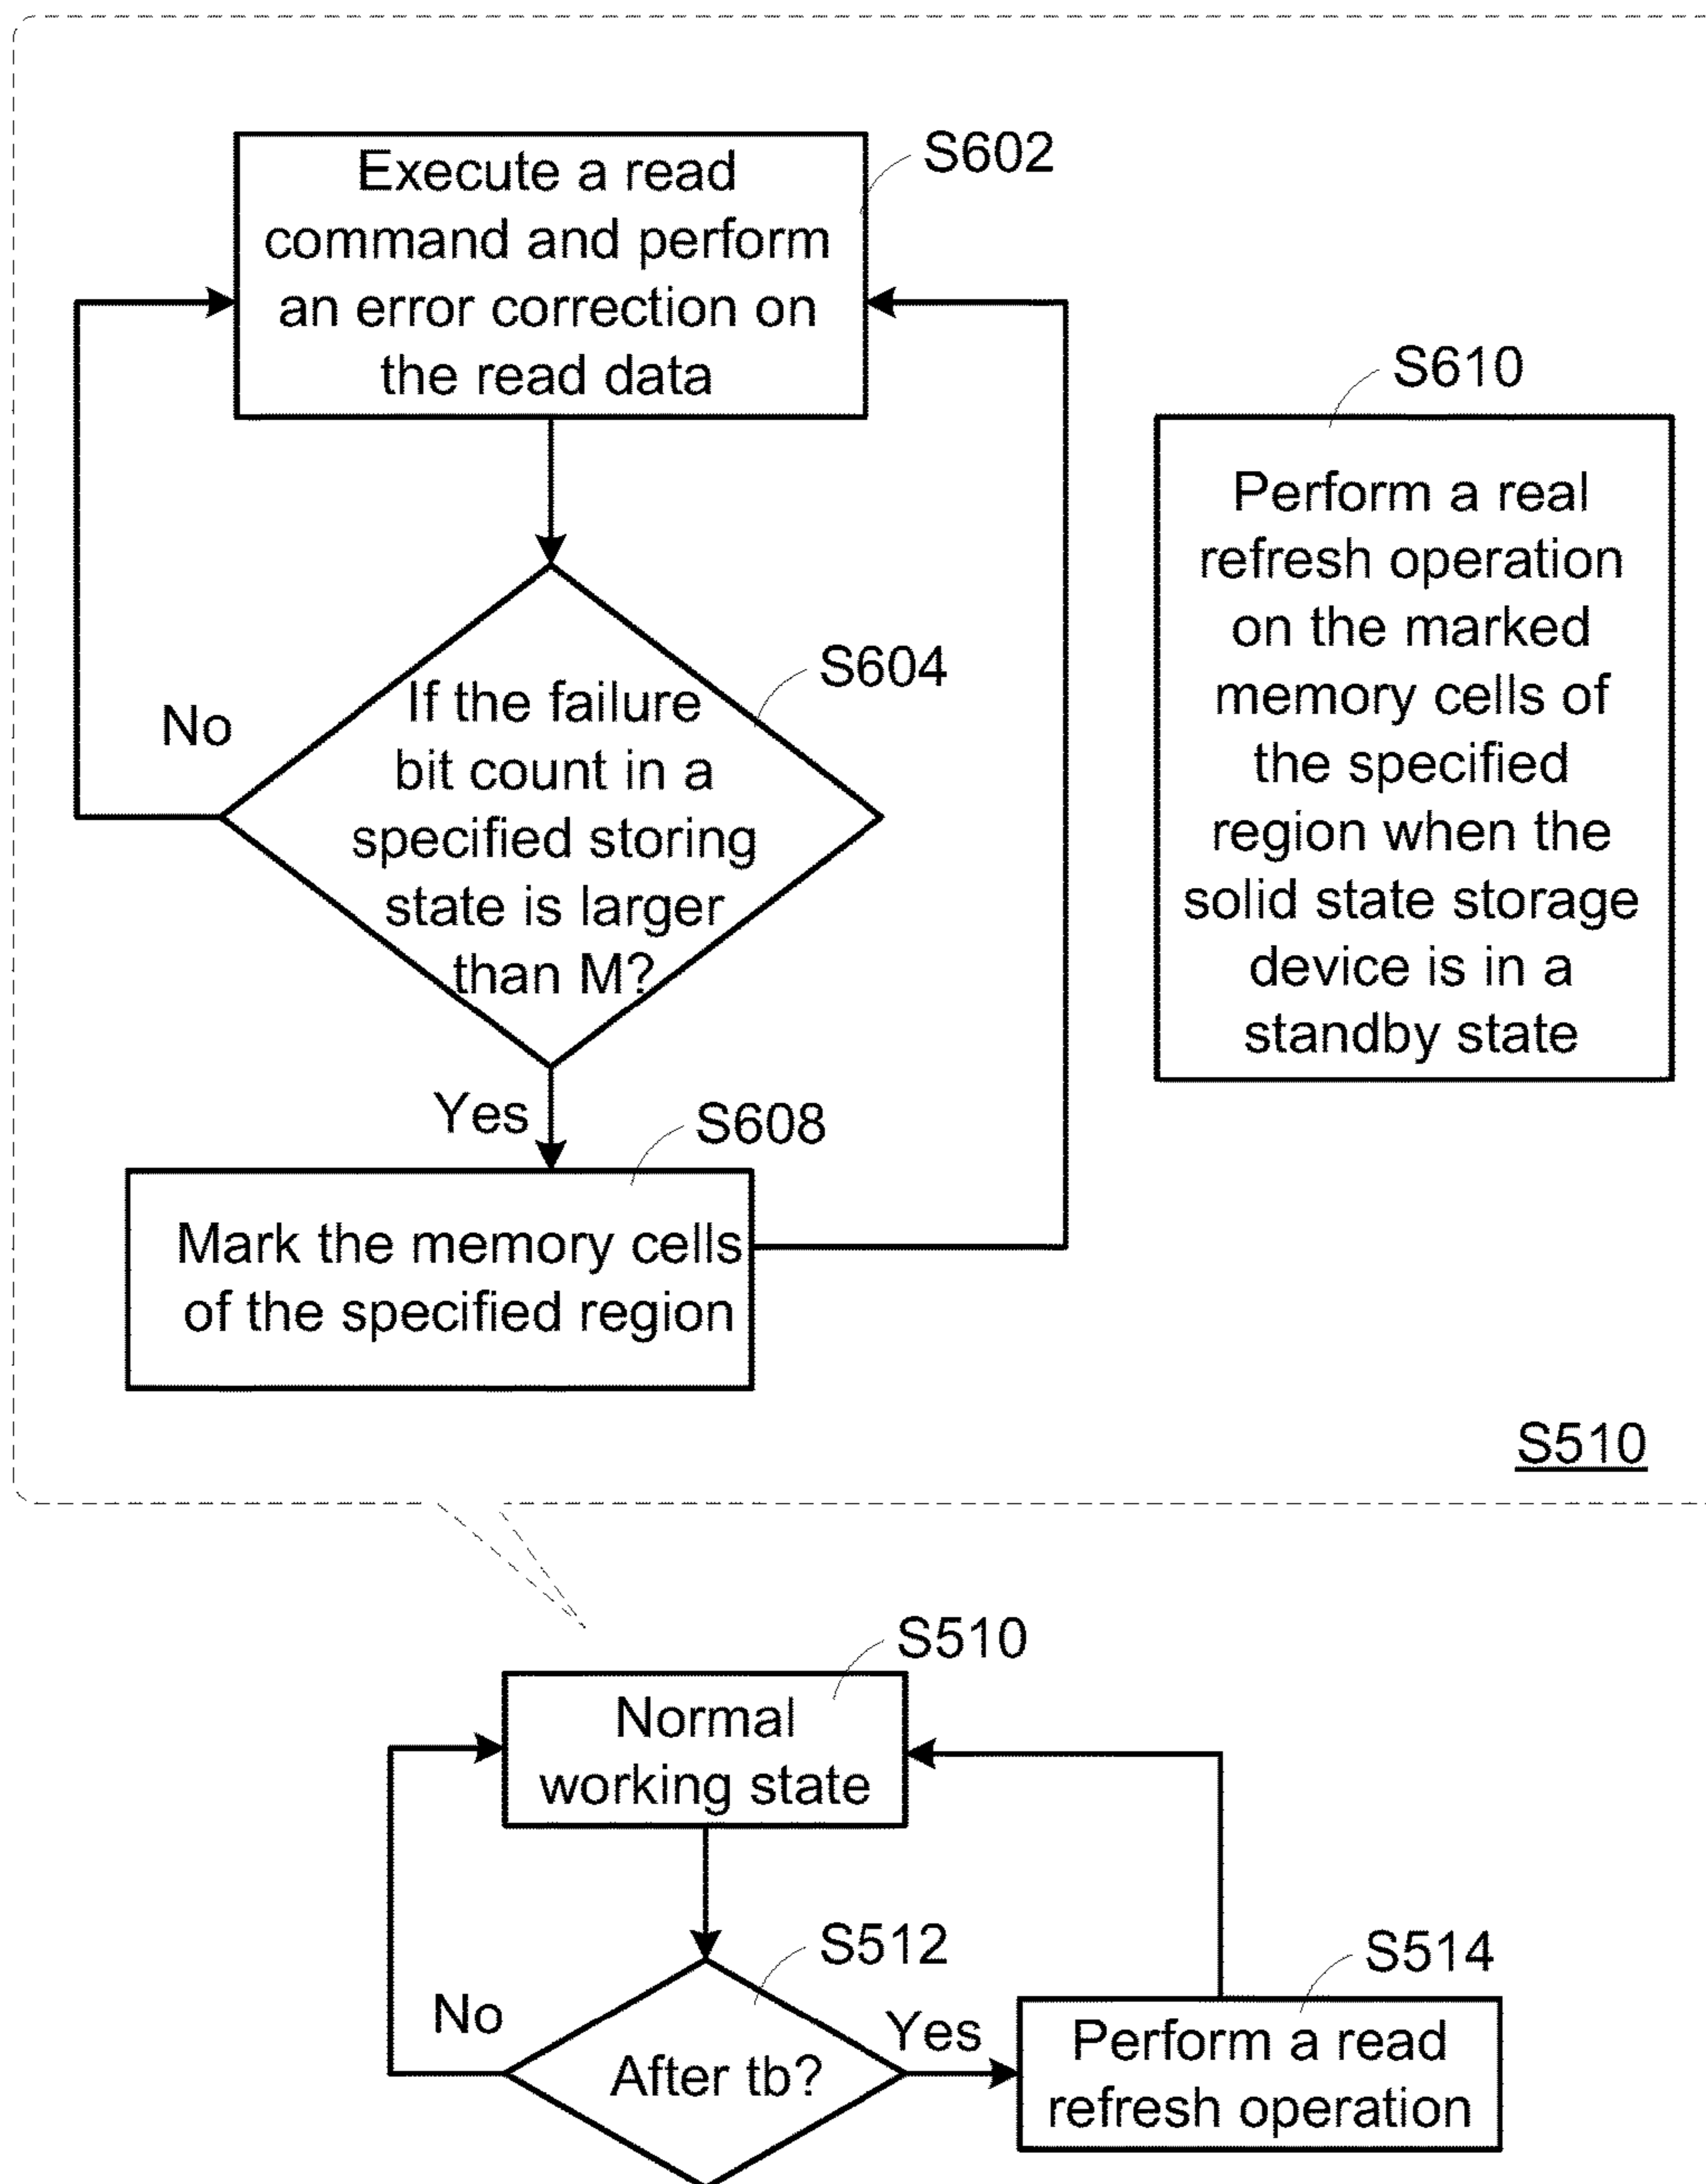 S602
Execute a read
command and perform
an error correction on
the read data
S610
Perform a real
refresh operation
on the marked
memory cells of
the specified
region when the
solid state storage
device is in a
standby state
S604
If the failure
bit count in a
specified storing
state is larger
than M?
No
Yes
S608
Mark the memory cells
of the specified region
S510
S510
Normal
working state
S512
No
After tb?
Yes
S514
Perform a read
refresh operation